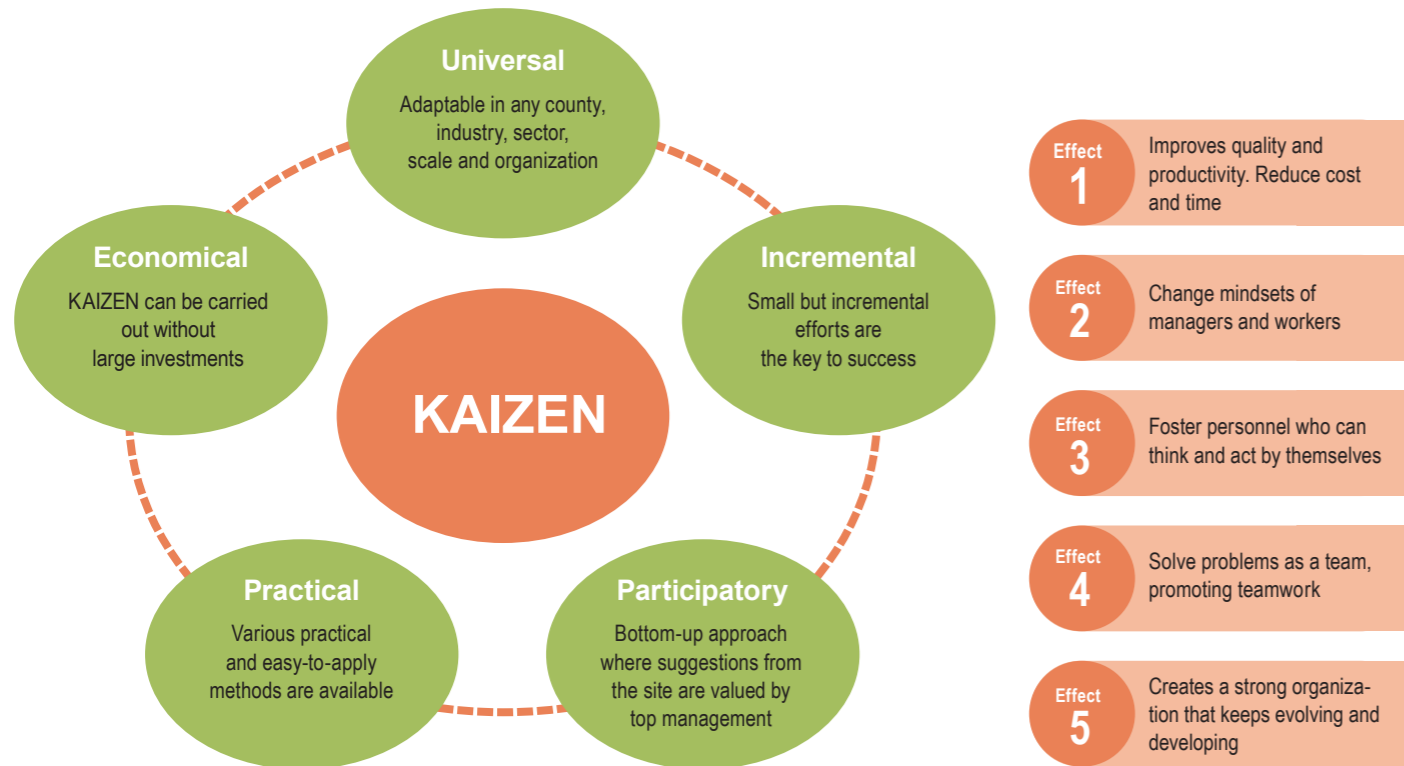 Universal
Adaptable in any county,
industry, sector,
scale and organization
Economical
KAIZEN can be carried
out without
large investments
Incremental
Small but incremental
efforts are
the key to success
KAIZEN
Practical
Various practical
and easy-to-apply
methods are available
Participatory
Bottom-up approach
where suggestions from
the site are valued by
top management
Effect
1
Improves quality and
productivity. Reduce cost
and time
Effect
2
Change mindsets of
managers and workers
Effect
3
Foster personnel who can
think and act by themselves
Effect
4
Solve problems as a team,
promoting teamwork
Effect
5
Creates a strong organiza-
tion that keeps evolving and
developing